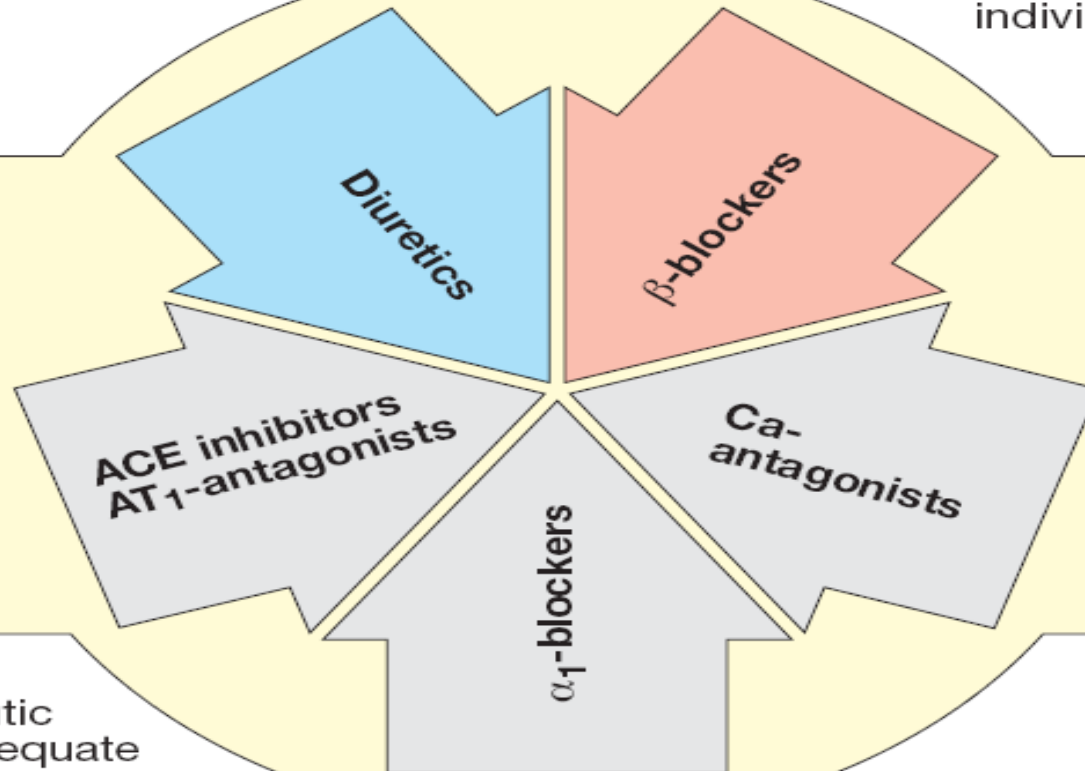 indivi
Diuretics
β-blockers
ACE inhibitors
AT1-antagonists
Ca-
antagonists
α1-blockers
tic
equate